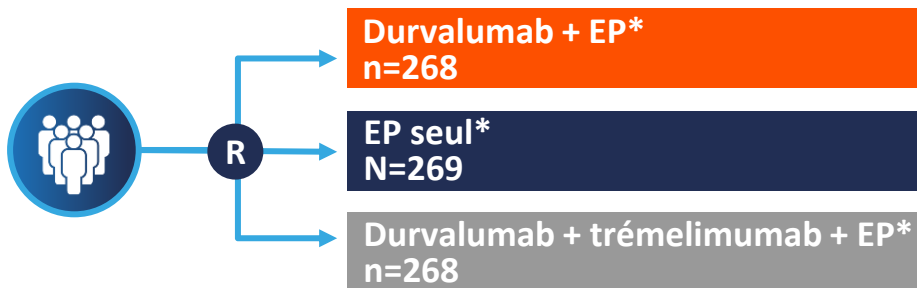 Durvalumab + EP*
n=268
R
EP seul*
N=269
Durvalumab + trémelimumab + EP*
n=268